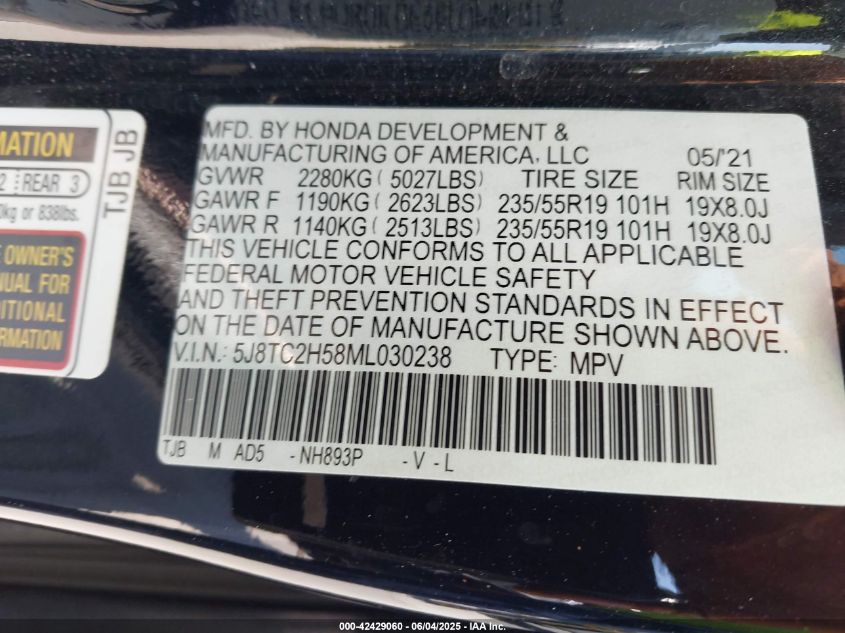 MATION
2 REAR 3
0kg or 838lbs.
E OWNER'S
NUAL FOR
DITIONAL
ORMATION
TJB JB
MFD. BY HONDA DEVELOPMENT &
MANUFACTURING OF AMERICA, LLC 05/'21
GVWR 2280KG ( 5027LBS) TIRE SIZE RIM SIZE
GAWR F 1190KG ( 2623LBS) 235/55R19 101H 19X8.0J
GAWR R 1140KG ( 2513LBS) 235/55R19 101H 19X8.0J
THIS VEHICLE CONFORMS TO ALL APPLICABLE
FEDERAL MOTOR VEHICLE SAFETY
AND THEFT PREVENTION STANDARDS IN EFFECT
ON THE DATE OF MANUFACTURE SHOWN ABOVE.
V.I.N.: 5J8TC2H58ML030238 TYPE: MPV
TJB M AD5 -NH893P -V-L
000-42429060 - 06/04/2025 - IAA Inc.